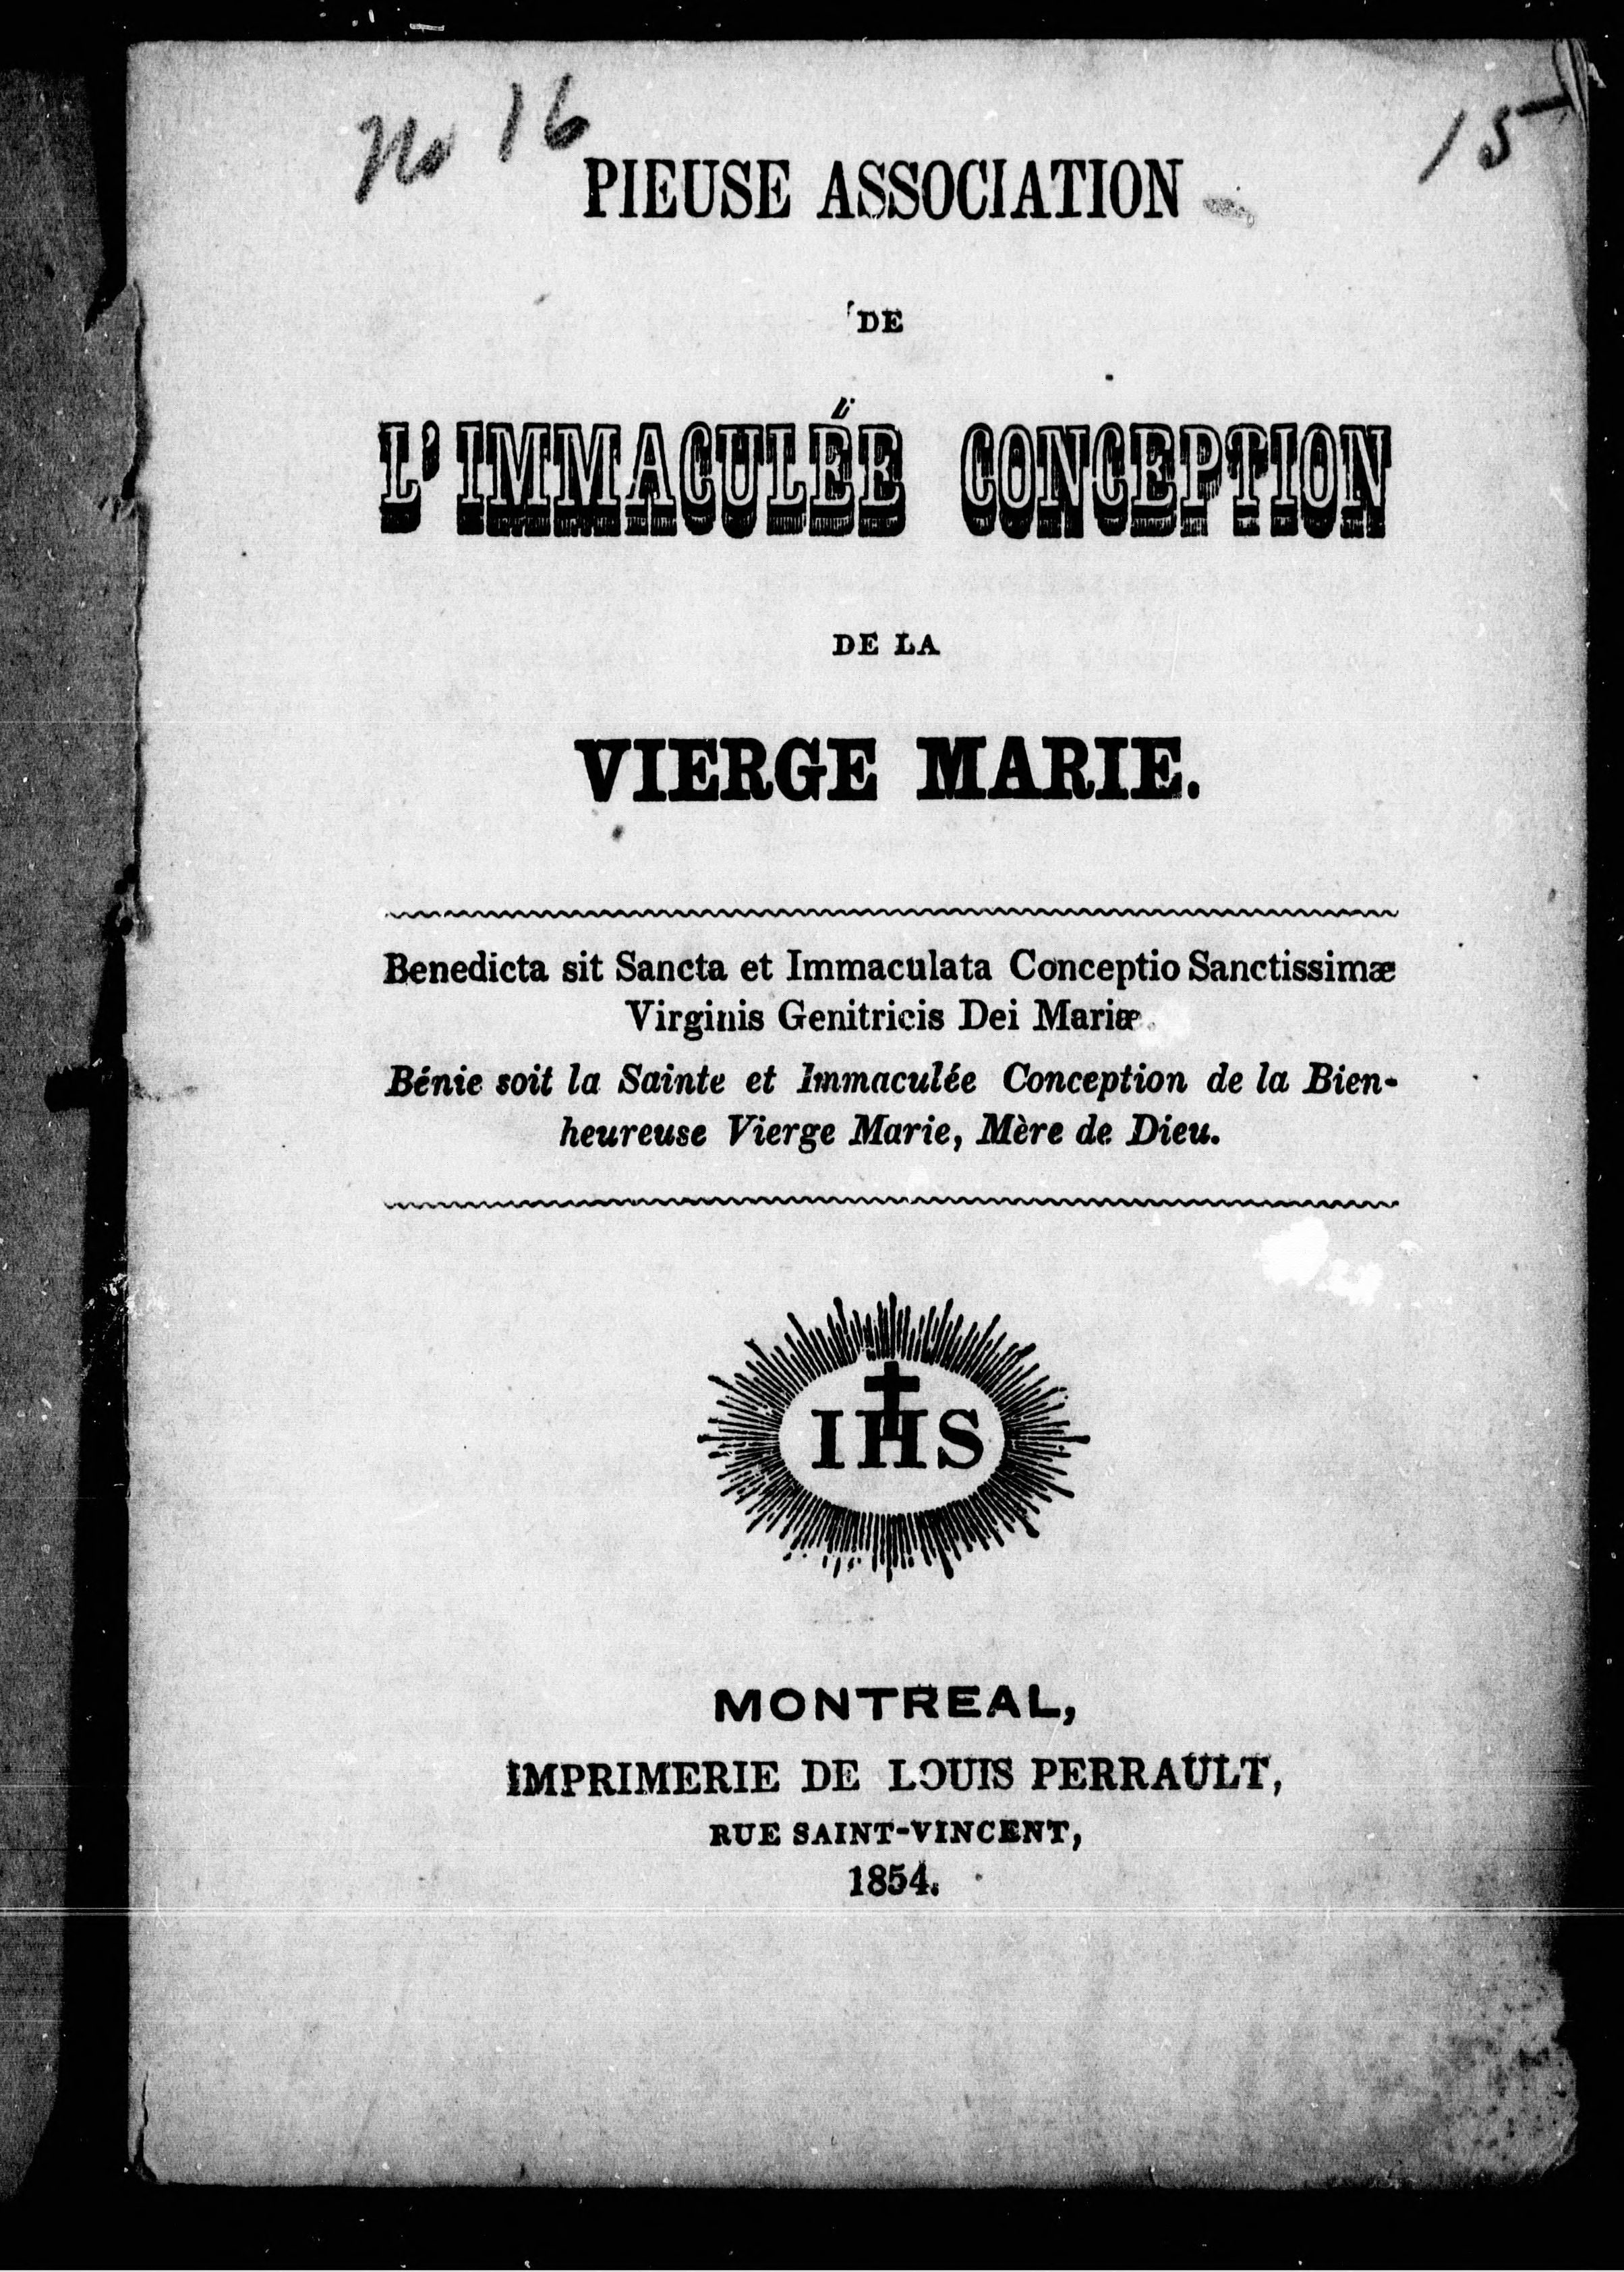 No 16
15
PIEUSE ASSOCIATION
DE
L'IMMACULÉE CONCEPTION
DE LA
VIERGE MARIE.
Benedicta sit Sancta et Immaculata Conceptio Sanctissimæ
Virginis Genitricis Dei Mariæ.
Bénie soit la Sainte et Immaculée Conception de la Bien-
heureuse Vierge Marie, Mère de Dieu.
IHS
MONTREAL,
IMPRIMERIE DE LOUIS PERRAULT,
RUE SAINT-VINCENT,
1854.